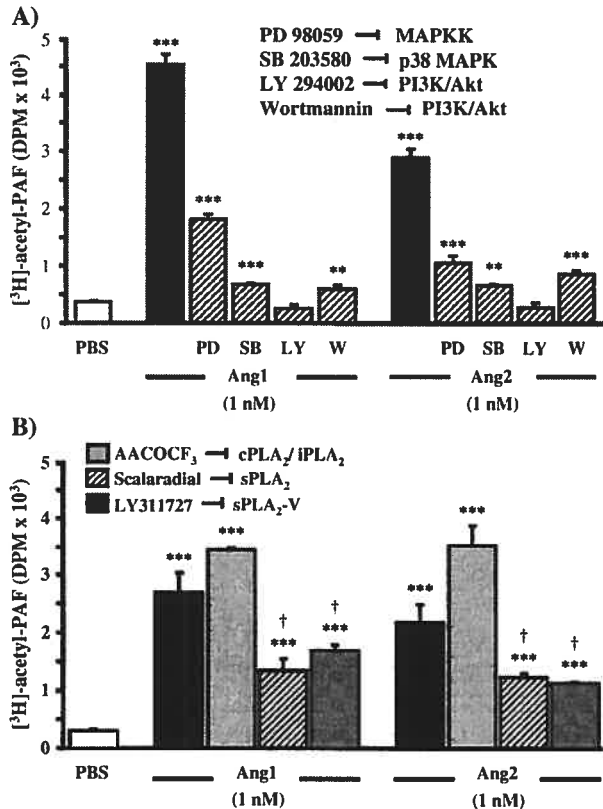 A)
PD 98059 ⊣ MAPKK
SB 203580 ⊣ p38 MAPK
LY 294002 ⊣ PI3K/Akt
Wortmannin ⊣ PI3K/Akt
[³H]-acetyl-PAF (DPM x 10³)
5
4
3
2
1
0
*** *** *** ** *** *** ** ***
PBS PD SB LY W PD SB LY W
Ang1 Ang2
(1 nM) (1 nM)
B)
AACOCF₃ ⊣ cPLA₂/ iPLA₂
Scalaradial ⊣ sPLA₂
LY311727 ⊣ sPLA₂-V
[³H]-acetyl-PAF (DPM x 10³)
5
4
3
2
1
0
*** *** † *** † *** *** *** † *** † ***
PBS Ang1 Ang2
(1 nM) (1 nM)